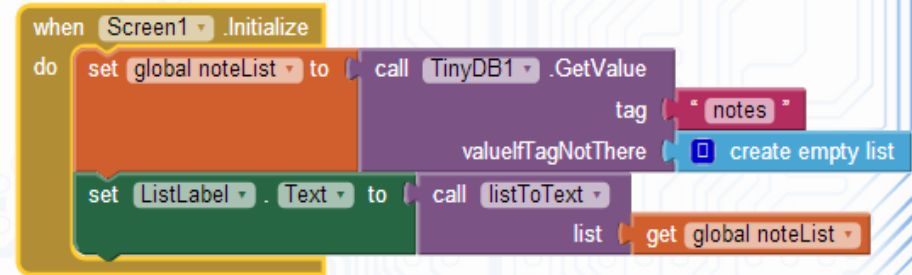 when Screen1 .Initialize
do set global noteList to call TinyDB1 .GetValue
tag " notes "
valueIfTagNotThere create empty list
set ListLabel . Text to call listToText
list get global noteList